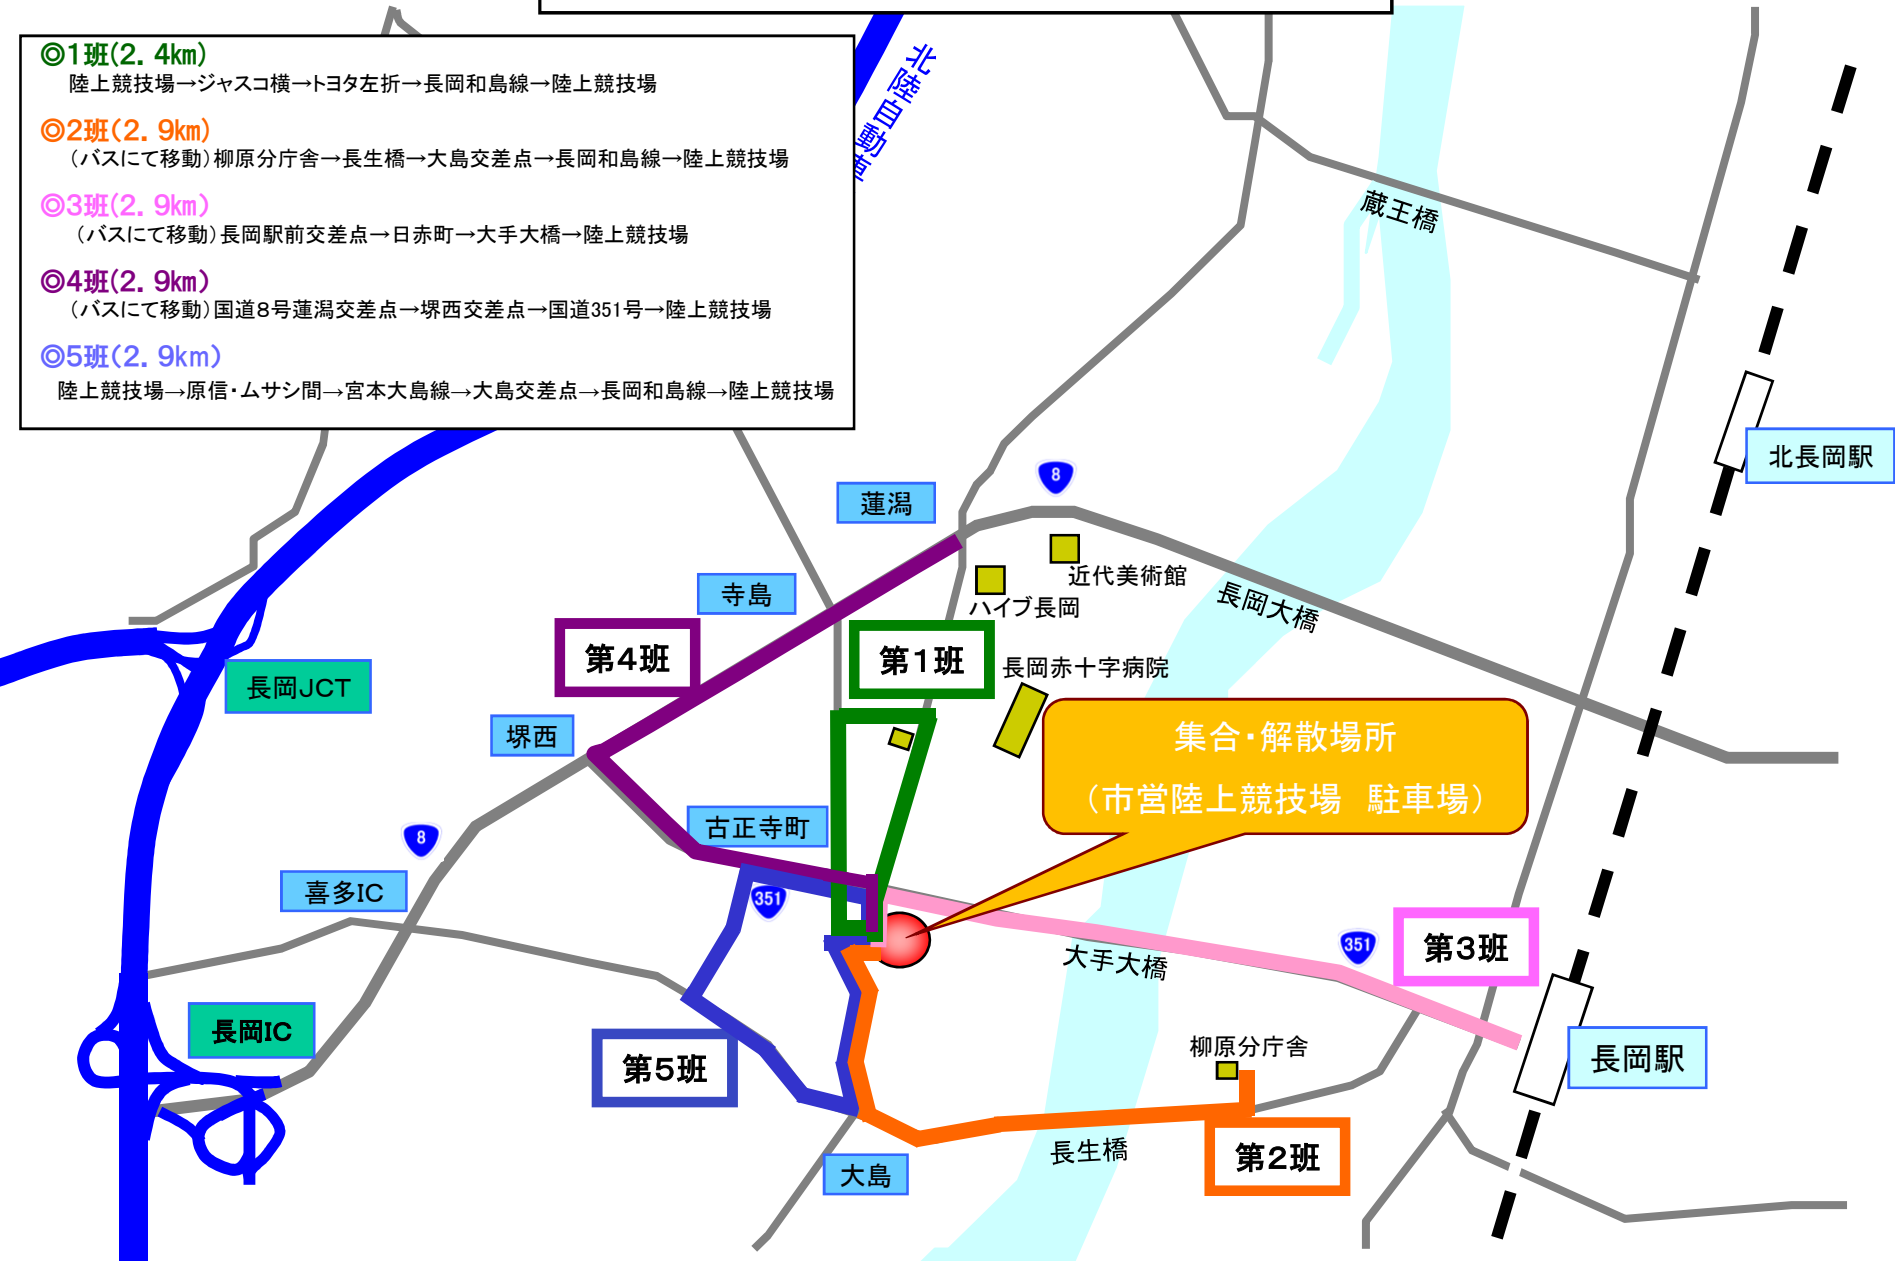 ◎1班(2．4km)
陸上競技場→ジャスコ横→トヨタ左折→長岡和島線→陸上競技場
◎2班(2．9km)
（バスにて移動）柳原分庁舎→長生橋→大島交差点→長岡和島線→陸上競技場
◎3班(2．9km)
（バスにて移動）長岡駅前交差点→日赤町→大手大橋→陸上競技場
◎4班(2．9km)
（バスにて移動）国道8号蓮潟交差点→堺西交差点→国道351号→陸上競技場
◎5班(2．9km)
陸上競技場→原信・ムサシ間→宮本大島線→大島交差点→長岡和島線→陸上競技場
北陸自動車
蔵王橋
北長岡駅
8
蓮潟
近代美術館
ハイブ長岡
長岡大橋
寺島
第4班
第1班
長岡赤十字病院
長岡JCT
堺西
集合・解散場所
（市営陸上競技場　駐車場）
古正寺町
8
喜多IC
351
351
第3班
大手大橋
長岡IC
柳原分庁舎
長岡駅
第5班
長生橋
第2班
大島